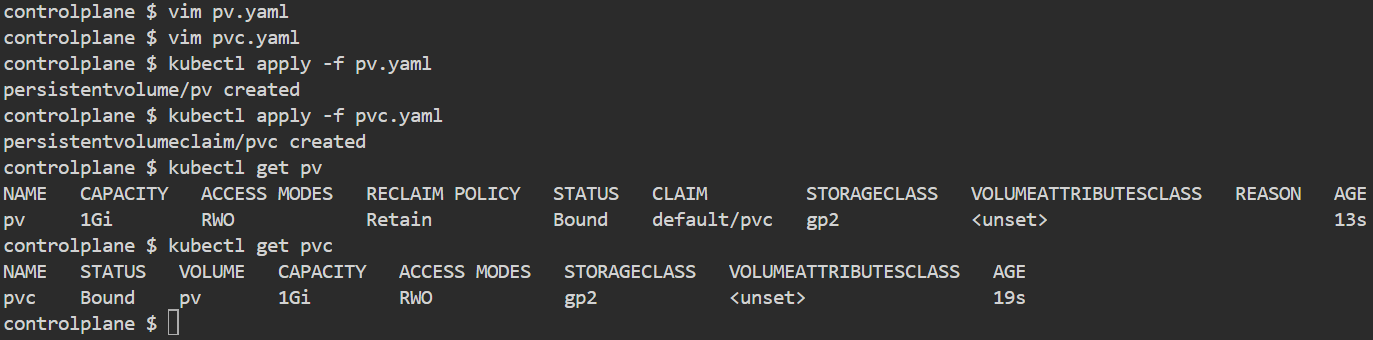 controlplane $ vim pv.yaml
controlplane $ vim pvc.yaml
controlplane $ kubectl apply -f pv.yaml
persistentvolume/pv created
controlplane $ kubectl apply -f pvc.yaml
persistentvolumeclaim/pvc created
controlplane $ kubectl get pv
NAME   CAPACITY   ACCESS MODES   RECLAIM POLICY   STATUS   CLAIM         STORAGECLASS   VOLUMEATTRIBUTESCLASS   REASON   AGE
pv     1Gi        RWO            Retain           Bound    default/pvc   gp2            <unset>                          13s
controlplane $ kubectl get pvc
NAME   STATUS   VOLUME   CAPACITY   ACCESS MODES   STORAGECLASS   VOLUMEATTRIBUTESCLASS   AGE
pvc    Bound    pv       1Gi        RWO            gp2            <unset>                 19s
controlplane $